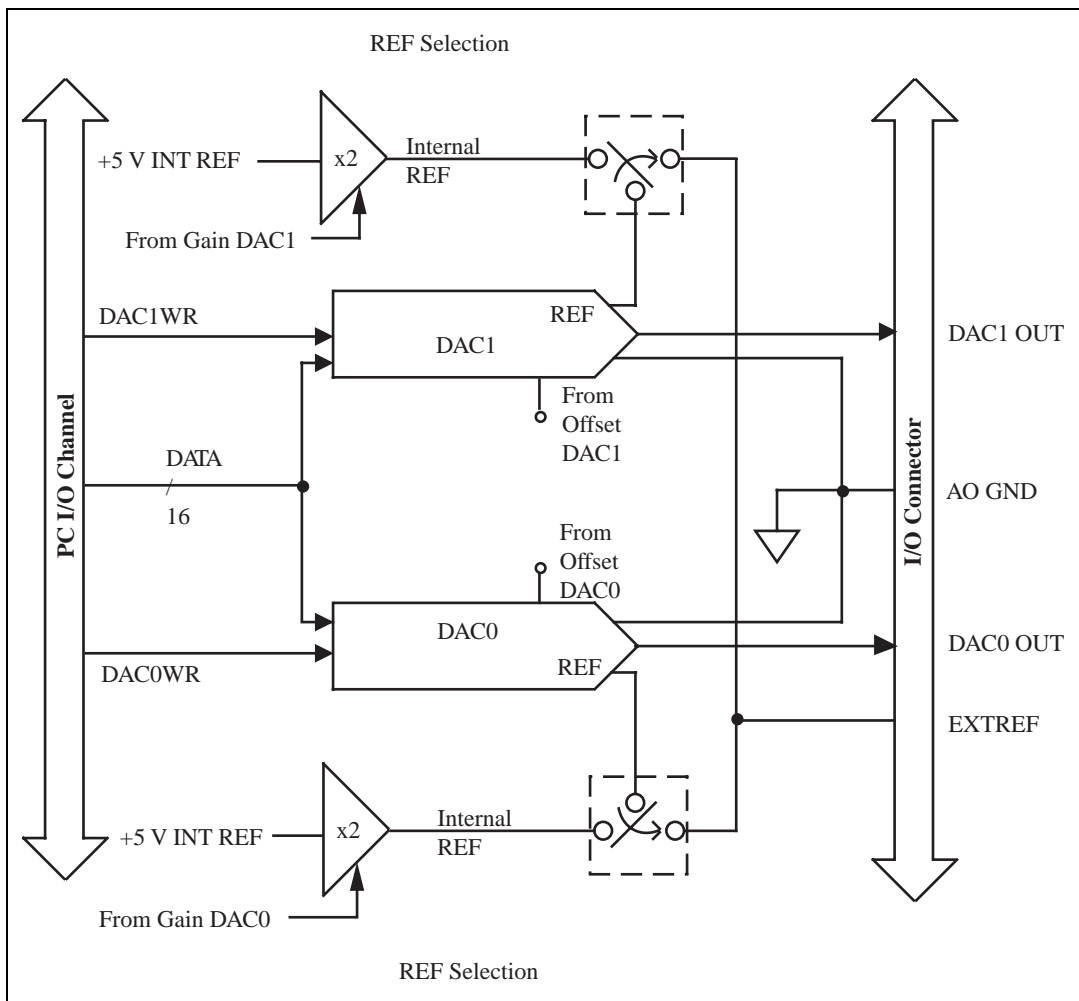 REF Selection
+5 V INT REF
x2
Internal
REF
From Gain DAC1
DAC1WR
REF
DAC1
DAC1 OUT
From
Offset
DAC1
PC I/O Channel
DATA
16
I/O Connector
AO GND
From
Offset
DAC0
DAC0
DAC0 OUT
DAC0WR
REF
EXTREF
+5 V INT REF
x2
Internal
REF
From Gain DAC0
REF Selection